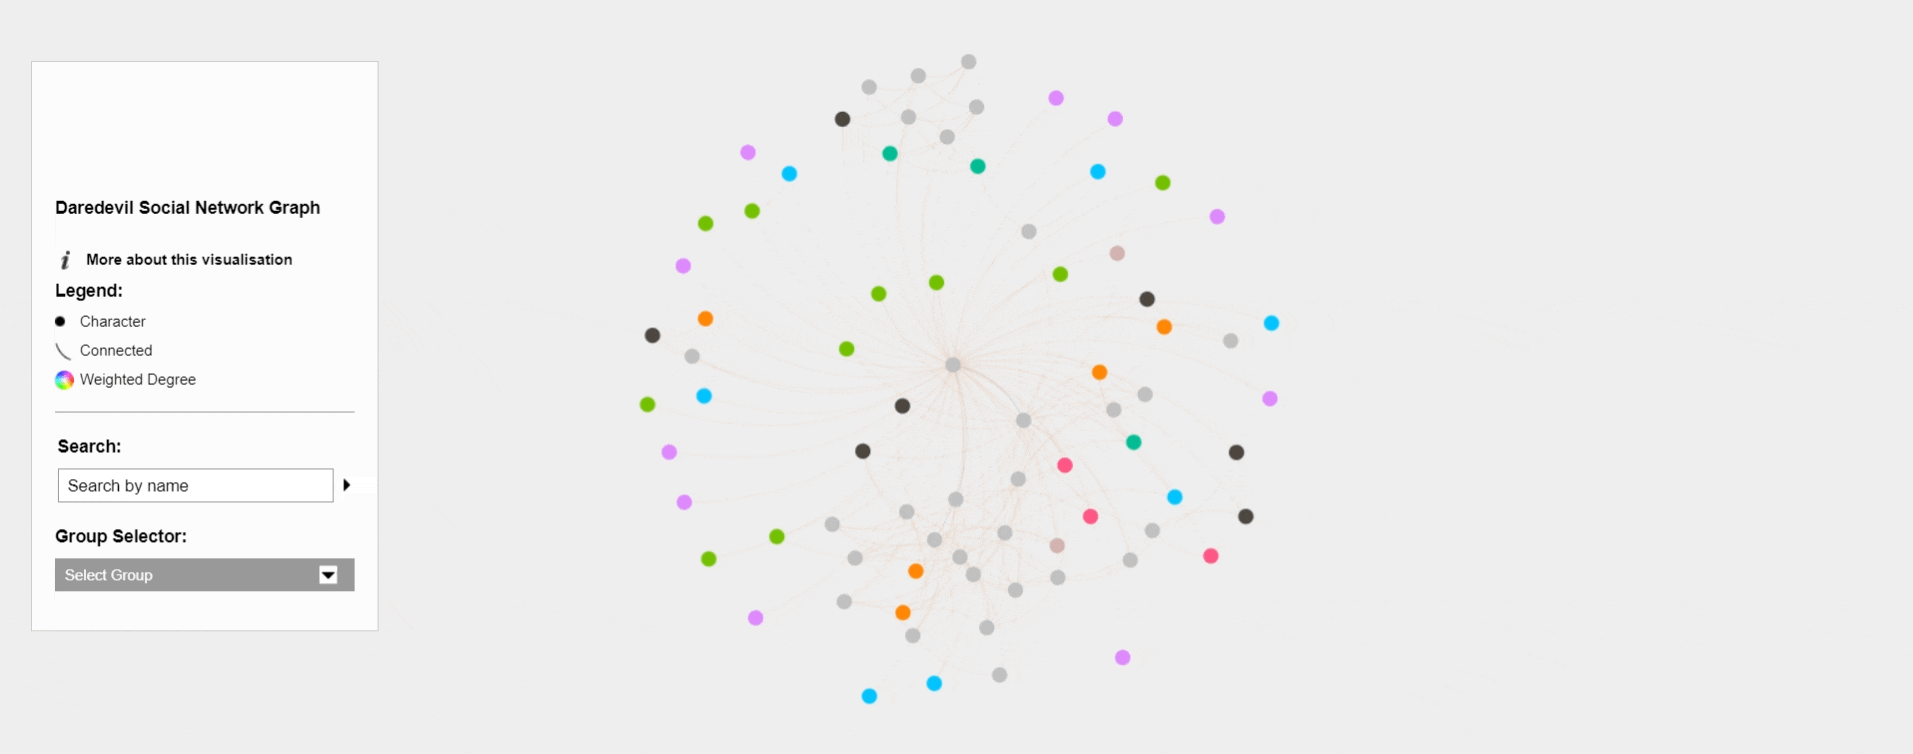 Daredevil Social Network Graph
i More about this visualisation
Legend:
Character
Connected
Weighted Degree
Search:
Search by name
Group Selector:
Select Group